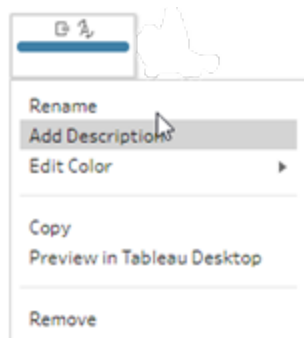 Rename
Add Description
Edit Color
Copy
Preview in Tableau Desktop
Remove